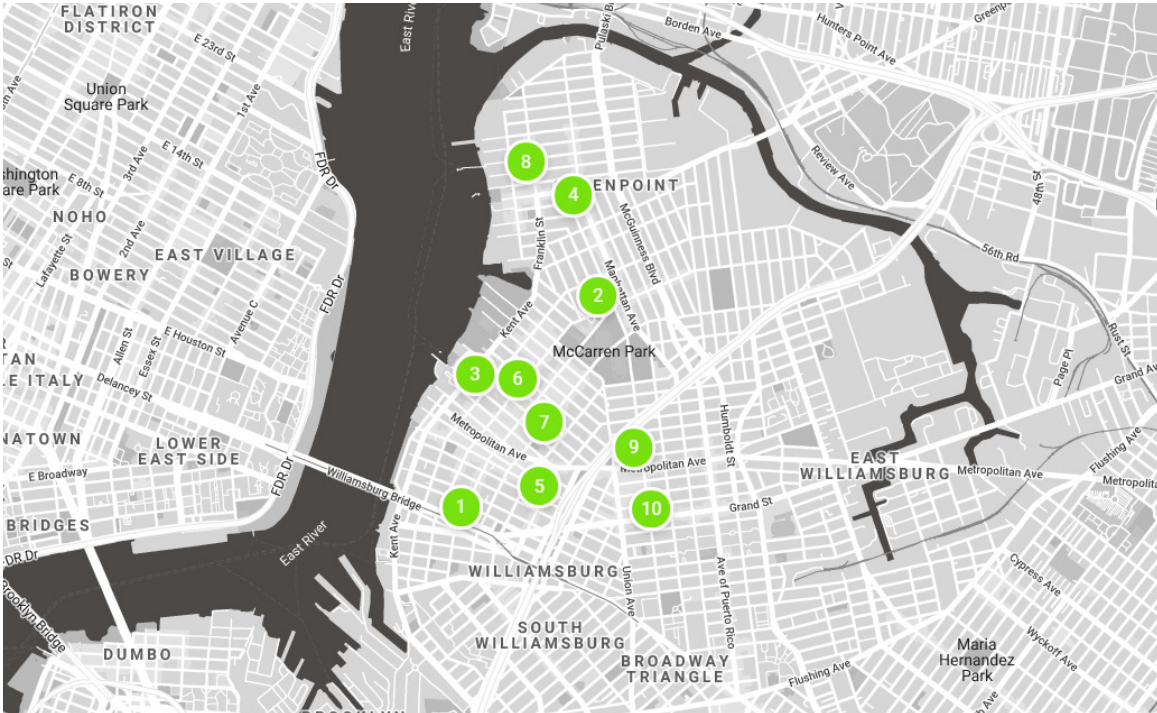 FLATIRON
DISTRICT
East River
Pulaski
Borden Ave
Hunters Point Ave
Greenp
E 23rd St
1st Ave
Union
Square Park
3rd Ave
E 14th St
FDR Dr
E 8th St
shington
are Park
NOHO
2nd Ave
Lafayette St
EAST VILLAGE
BOWERY
Avenue C
FDR Dr
E Houston St
Allen St
Essex St
TAN
LE ITALY
Delancey St
NATOWN
LOWER
EAST SIDE
E Broadway
FDR Dr
BRIDGES
FDR Dr
Williamsburg Bridge
East River
Brooklyn Bridge
DUMBO
BROOKLYN
8
4
ENPOINT
Review Ave
48th St
McGuinness Blvd
Franklin St
56th Rd
2
Manhattan Ave
Kent Ave
McCarren Park
Rust St
Page Pl
Grand Av
3
6
7
Metropolitan Ave
Humboldt St
9
Metropolitan Ave
EAST
WILLIAMSBURG
Metropolitan Ave
Flushing Ave
Metropolita
5
1
10
Grand St
Kent Ave
WILLIAMSBURG
Union Ave
Ave of Puerto Rico
Cypress Ave
SOUTH
WILLIAMSBURG
BROADWAY
TRIANGLE
Flushing Ave
Maria
Hernandez
Park
Wyckoff Ave